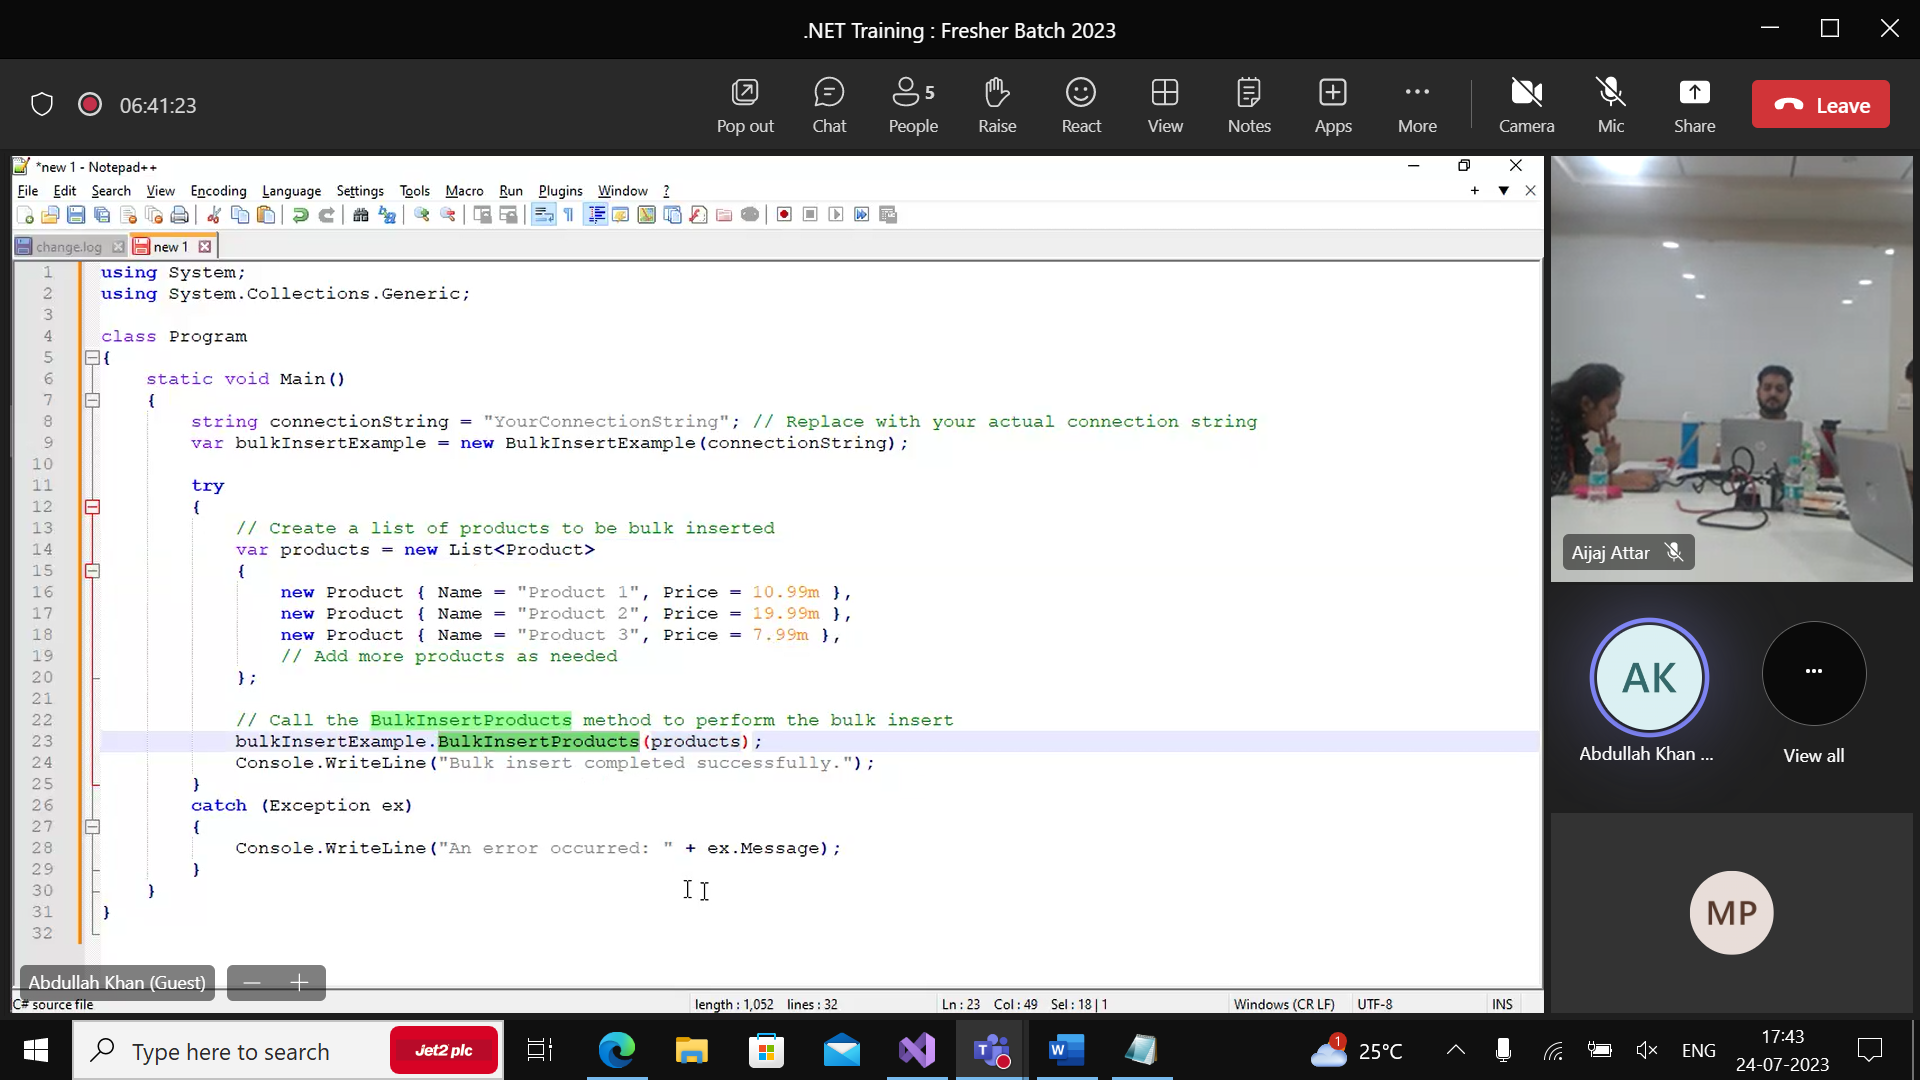 .NET Training : Fresher Batch 2023
06:41:23
Pop out
Chat
5
People
Raise
React
View
Notes
Apps
More
Camera
Mic
Share
Leave
*new 1 - Notepad++
File Edit Search View Encoding Language Settings Tools Macro Run Plugins Window ?
change.log
new 1
1 using System;
2 using System.Collections.Generic;
3
4 class Program
5 {
6     static void Main()
7     {
8         string connectionString = "YourConnectionString"; // Replace with your actual connection string
9         var bulkInsertExample = new BulkInsertExample(connectionString);
10
11         try
12         {
13             // Create a list of products to be bulk inserted
14             var products = new List<Product>
15             {
16                 new Product { Name = "Product 1", Price = 10.99m },
17                 new Product { Name = "Product 2", Price = 19.99m },
18                 new Product { Name = "Product 3", Price = 7.99m },
19                 // Add more products as needed
20             };
21
22             // Call the BulkInsertProducts method to perform the bulk insert
23             bulkInsertExample.BulkInsertProducts(products);
24             Console.WriteLine("Bulk insert completed successfully.");
25         }
26         catch (Exception ex)
27         {
28             Console.WriteLine("An error occurred: " + ex.Message);
29         }
30     }
31 }
32
Abdullah Khan (Guest)
C# source file
length : 1,052 lines : 32
Ln : 23 Col : 49 Sel : 18 | 1
Windows (CR LF)
UTF-8
INS
Aijaj Attar
AK
Abdullah Khan ...
View all
MP
Type here to search
Jet2 plc
1
25°C
ENG
17:43
24-07-2023